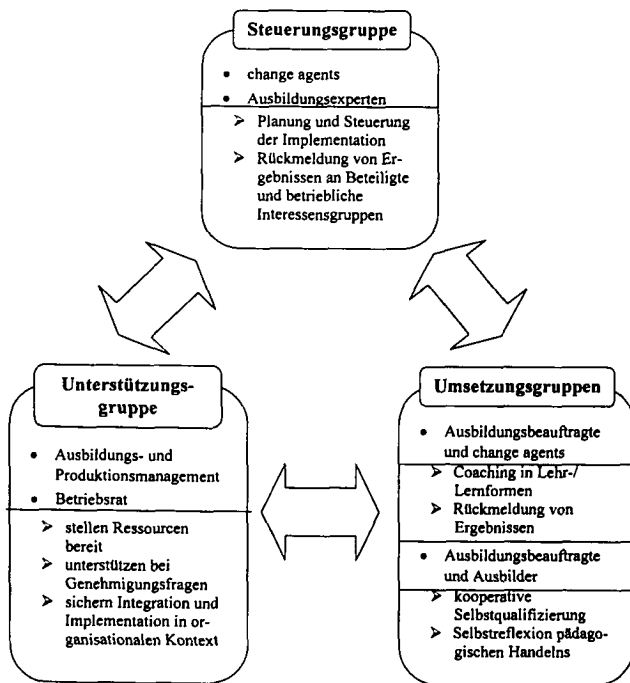 Steuerungsgruppe
• change agents
• Ausbildungsexperten
➢ Planung und Steuerung
der Implementation
➢ Rückmeldung von Er-
gebnissen an Beteiligte
und betriebliche
Interessensgruppen
Unterstützungs-
gruppe
• Ausbildungs- und
Produktionsmanagement
• Betriebsrat
➢ stellen Ressourcen
bereit
➢ unterstützen bei
Genehmigungsfragen
➢ sichern Integration und
Implementation in or-
ganisationalen Kontext
Umsetzungsgruppen
• Ausbildungsbeauftragte
und change agents
➢ Coaching in Lehr-/
Lernformen
➢ Rückmeldung von
Ergebnissen
• Ausbildungsbeauftragte
und Ausbilder
➢ kooperative
Selbstqualifizierung
➢ Selbstreflexion pädago-
gischen Handelns